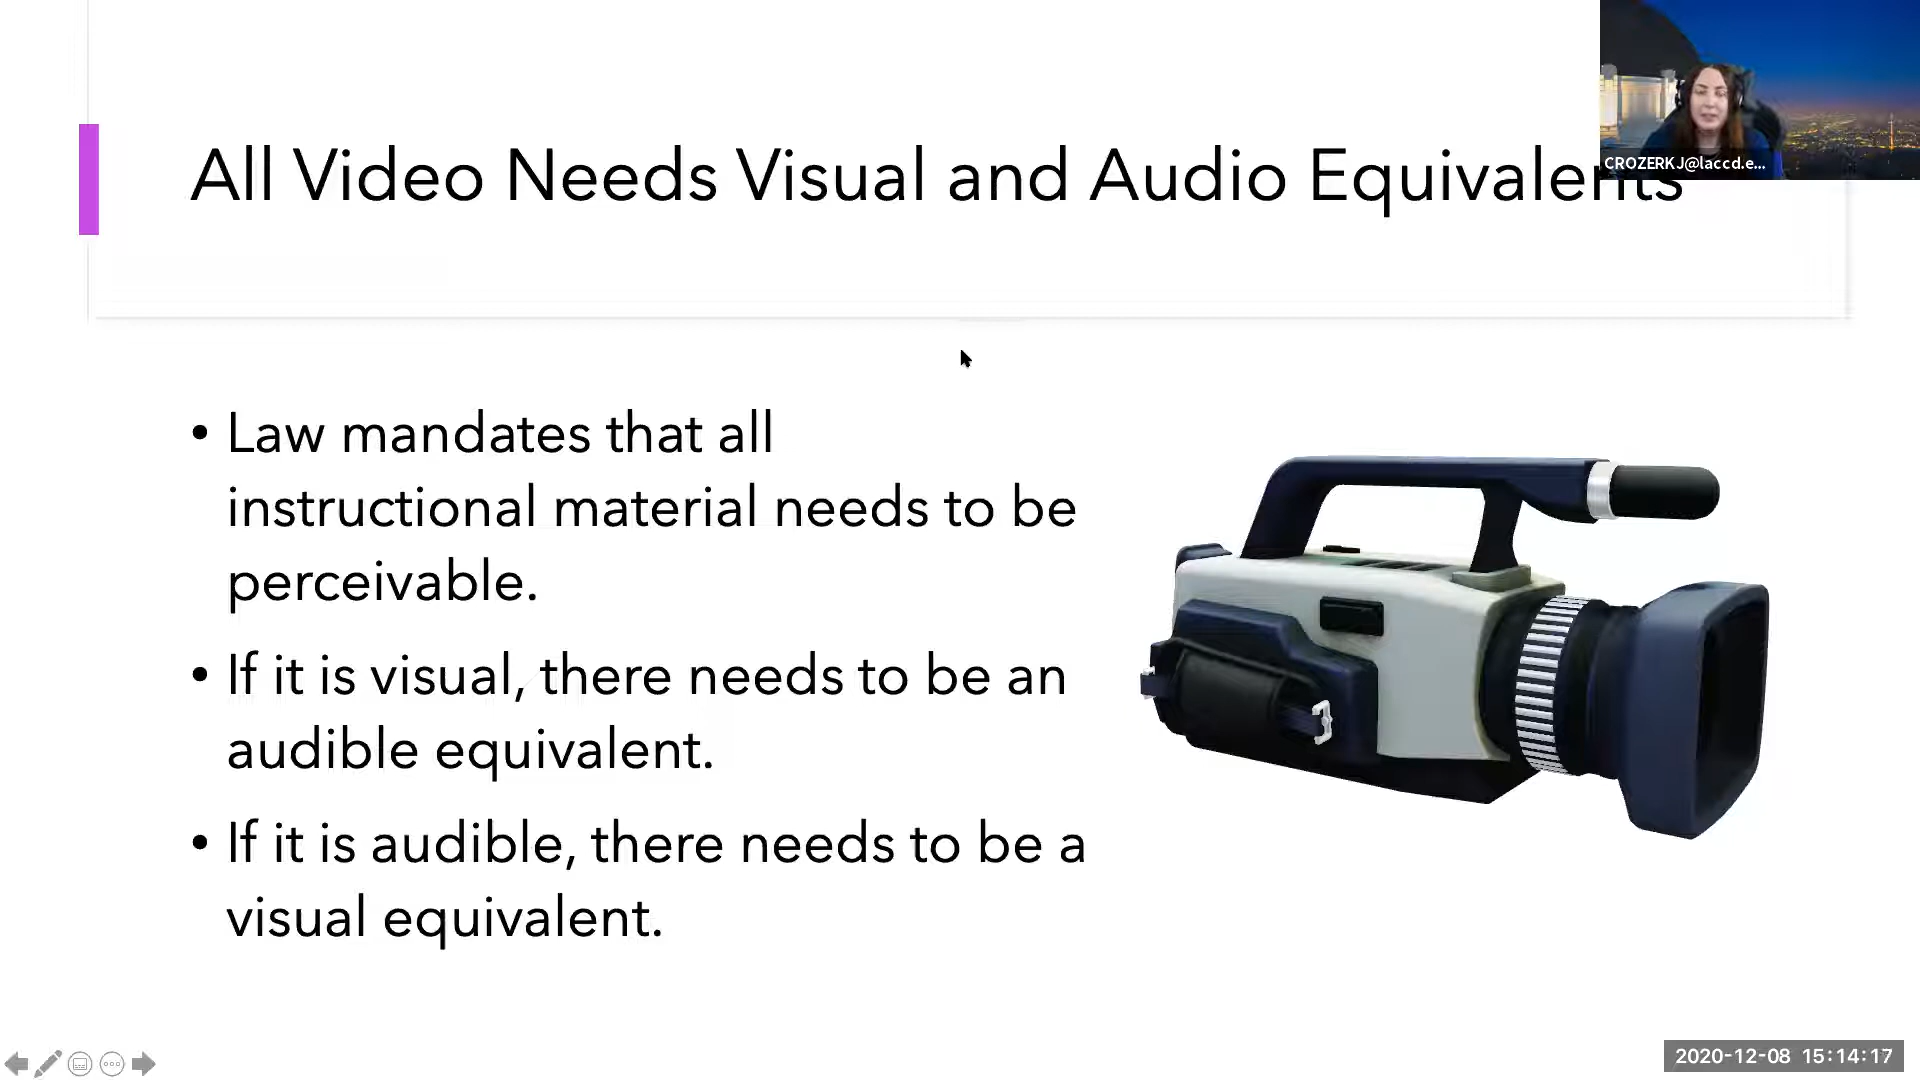 All Video Needs Visual and Audio Equivalents
CROZERKJ@laccd.e...
• Law mandates that all
instructional material needs to be
perceivable.
• If it is visual, there needs to be an
audible equivalent.
• If it is audible, there needs to be a
visual equivalent.
2020-12-08 15:14:17